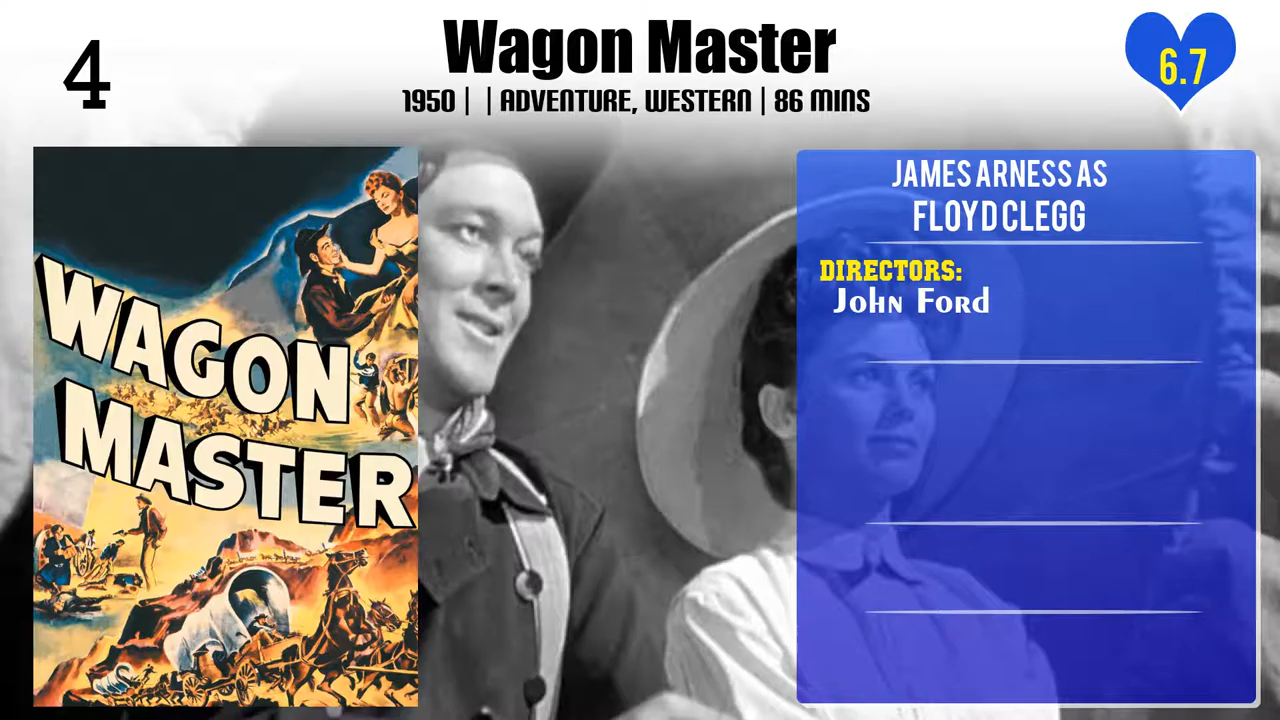 4
Wagon Master
1950 | | ADVENTURE, WESTERN | 86 MINS
6.7
WAGON
MASTER
JAMES ARNESS AS
FLOYD CLEGG
DIRECTORS:
John Ford